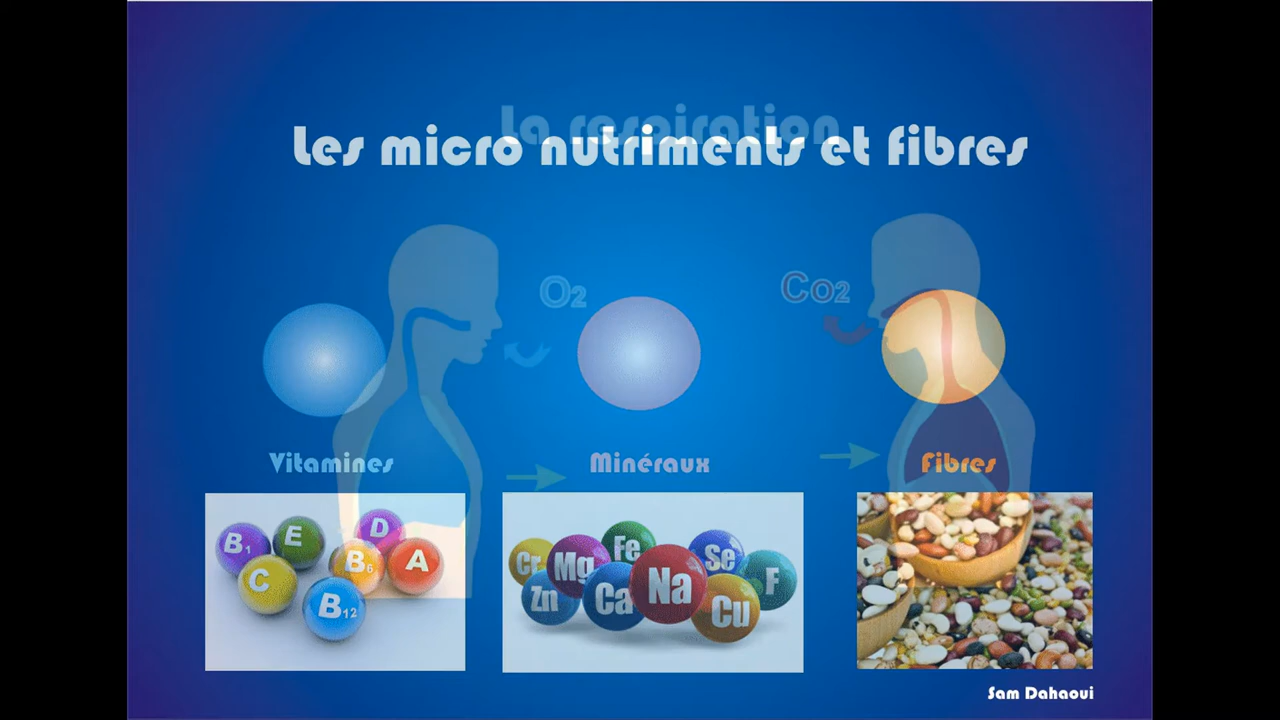 La respiration
Les micro nutriments et fibres
O2
Co2
Vitamines
Minéraux
Fibres
B1
E
D
C
B6
A
B12
Cr
Mg
Fe
Se
F
Zn
Ca
Na
Cu
Sam Dahaoui